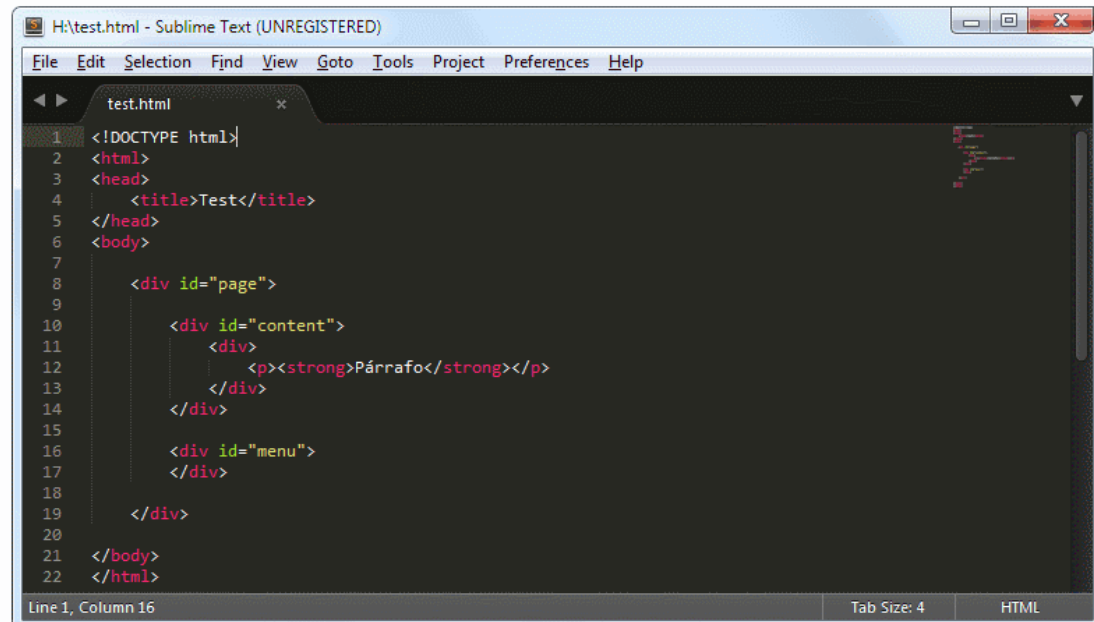 H:\test.html - Sublime Text (UNREGISTERED)
File Edit Selection Find View Goto Tools Project Preferences Help
test.html
1 <!DOCTYPE html>
2 <html>
3 <head>
4 <title>Test</title>
5 </head>
6 <body>
7
8 <div id="page">
9
10 <div id="content">
11 <div>
12 <p><strong>Párrafo</strong></p>
13 </div>
14 </div>
15
16 <div id="menu">
17 </div>
18
19 </div>
20
21 </body>
22 </html>
Line 1, Column 16 Tab Size: 4 HTML